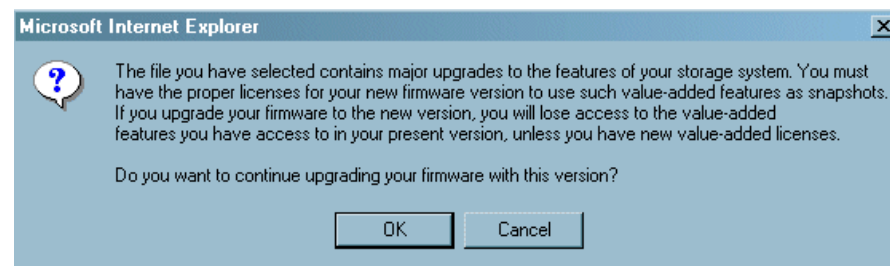 Microsoft Internet Explorer
The file you have selected contains major upgrades to the features of your storage system. You must
have the proper licenses for your new firmware version to use such value-added features as snapshots.
If you upgrade your firmware to the new version, you will lose access to the value-added
features you have access to in your present version, unless you have new value-added licenses.
Do you want to continue upgrading your firmware with this version?
OK Cancel